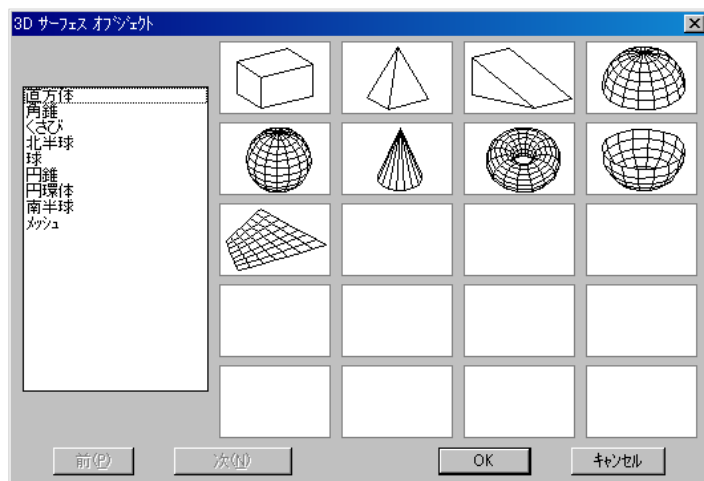 3D ｻｰﾌｪｽ ｵﾌﾞｼﾞｪｸﾄ
直方体
角錐
くさび
北半球
球
円錐
円環体
南半球
ﾒｯｼｭ
前(P)
次(N)
OK
ｷｬﾝｾﾙ